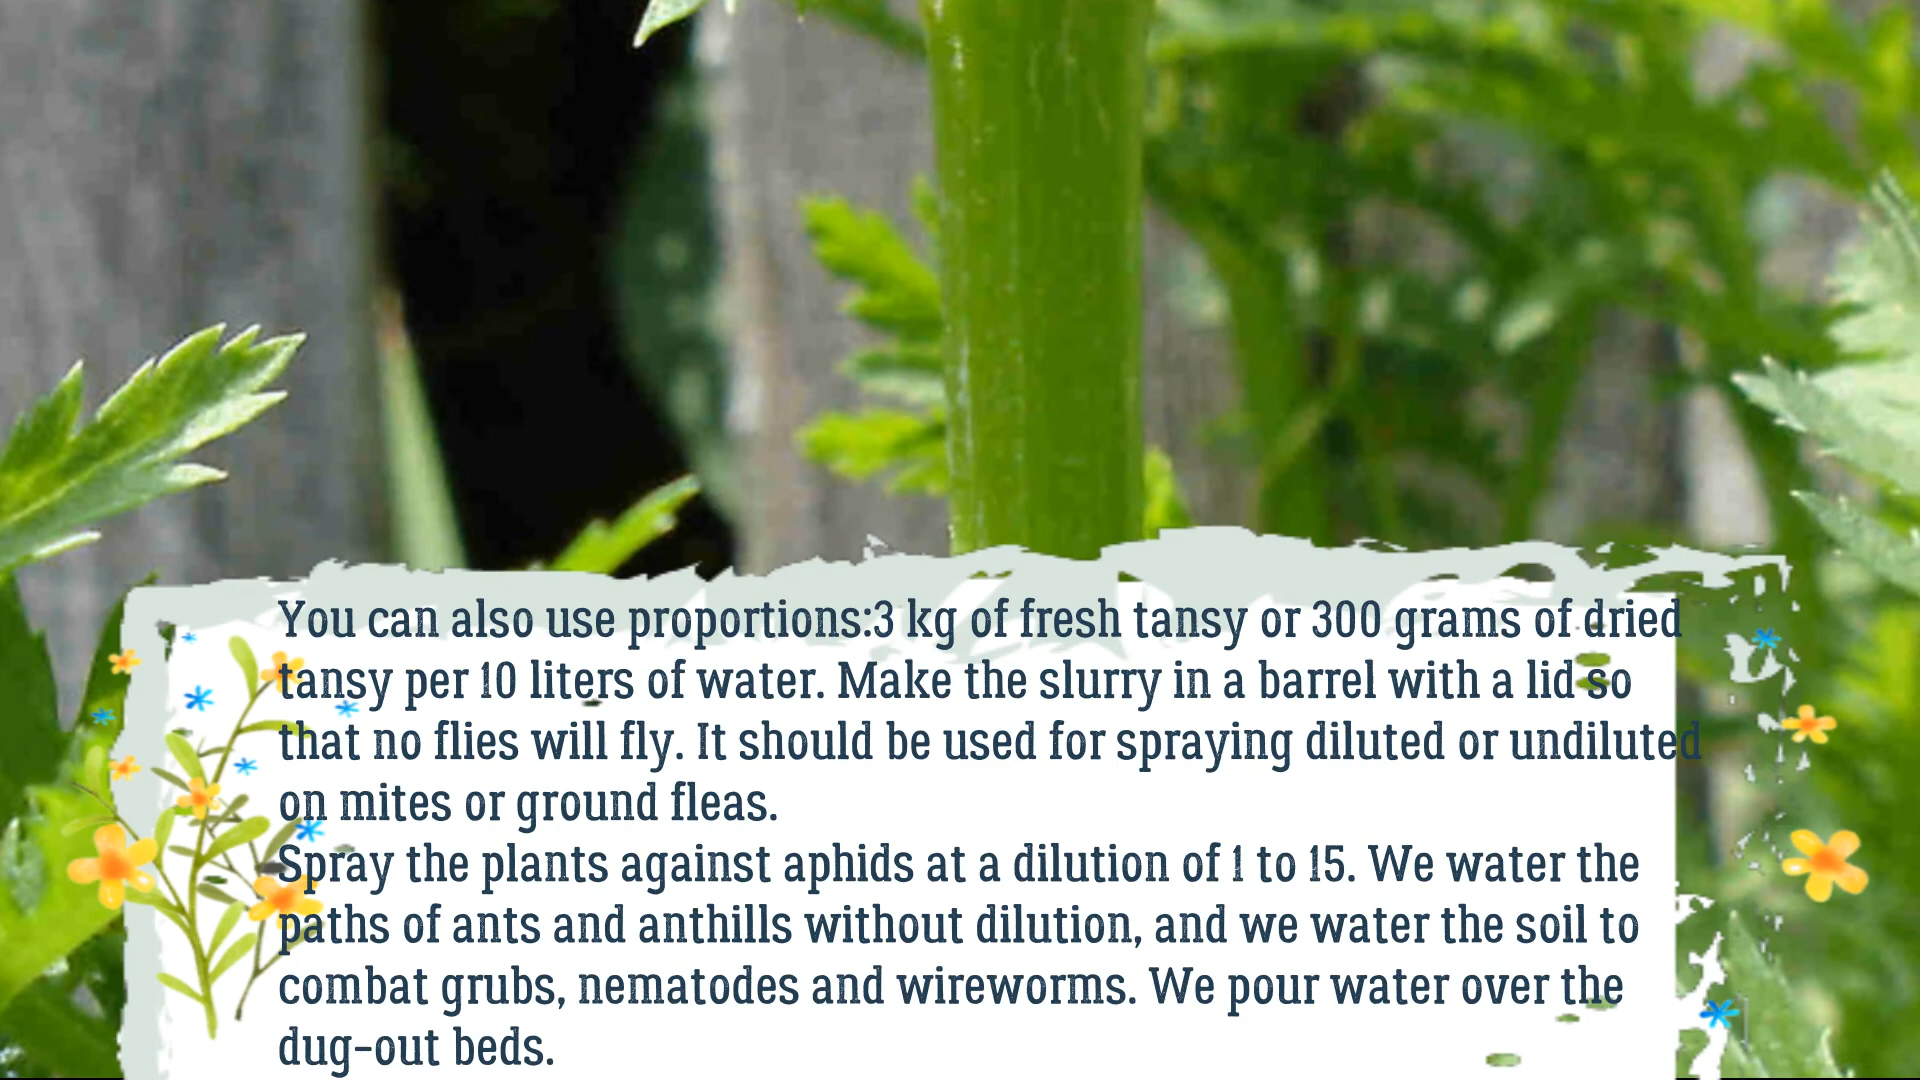 You can also use proportions:3 kg of fresh tansy or 300 grams of dried
tansy per 10 liters of water. Make the slurry in a barrel with a lid so
that no flies will fly. It should be used for spraying diluted or undiluted
on mites or ground fleas.
Spray the plants against aphids at a dilution of 1 to 15. We water the
paths of ants and anthills without dilution, and we water the soil to
combat grubs, nematodes and wireworms. We pour water over the
dug-out beds.